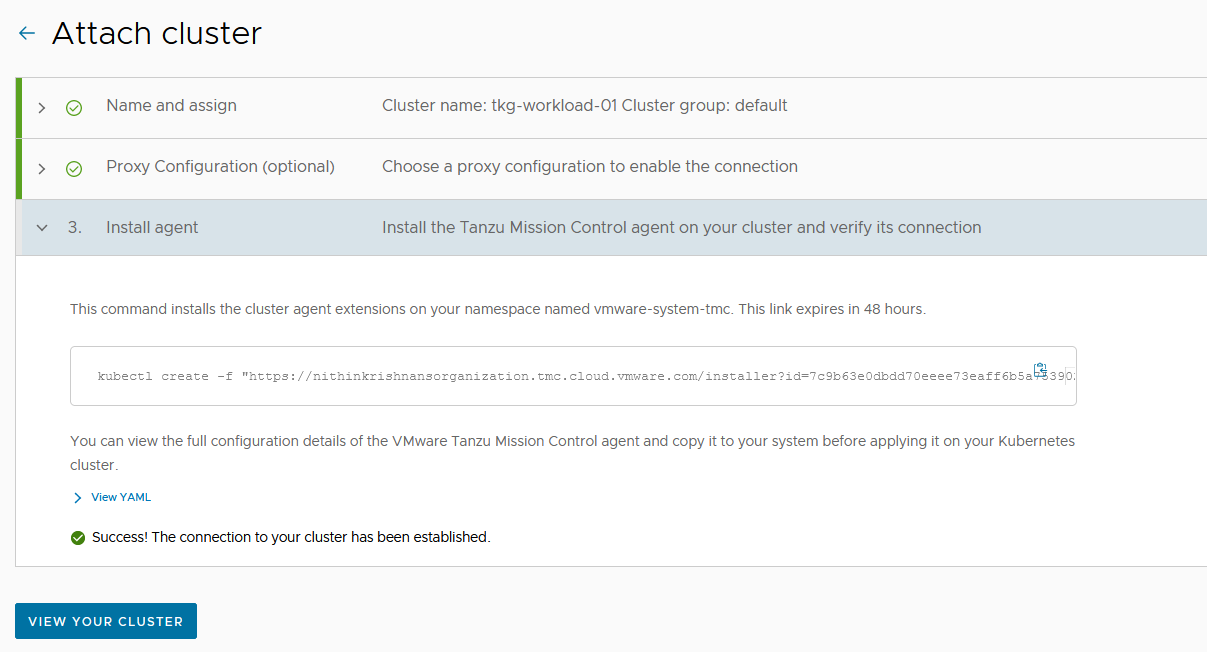 Attach cluster
Name and assign Cluster name: tkg-workload-01 Cluster group: default
Proxy Configuration (optional) Choose a proxy configuration to enable the connection
3. Install agent Install the Tanzu Mission Control agent on your cluster and verify its connection
This command installs the cluster agent extensions on your namespace named vmware-system-tmc. This link expires in 48 hours.
kubectl create -f "https://nithinkrishnansorganization.tmc.cloud.vmware.com/installer?
You can view the full configuration details of the VMware Tanzu Mission Control agent and copy it to your system before applying it on your Kubernetes
cluster.
View YAML
Success! The connection to your cluster has been established.
VIEW YOUR CLUSTER